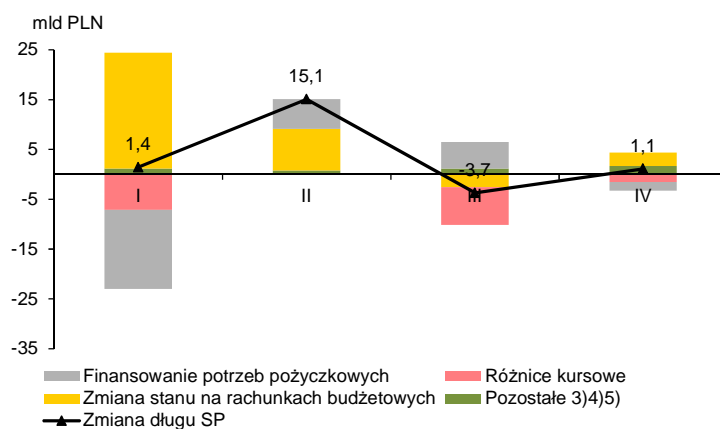 mld PLN
25
15
5
-5
-15
-25
-35
1,4
15,1
-3,7
1,1
I
II
III
IV
Finansowanie potrzeb pożyczkowych
Różnice kursowe
Zmiana stanu na rachunkach budżetowych
Pozostałe 3)4)5)
Zmiana długu SP